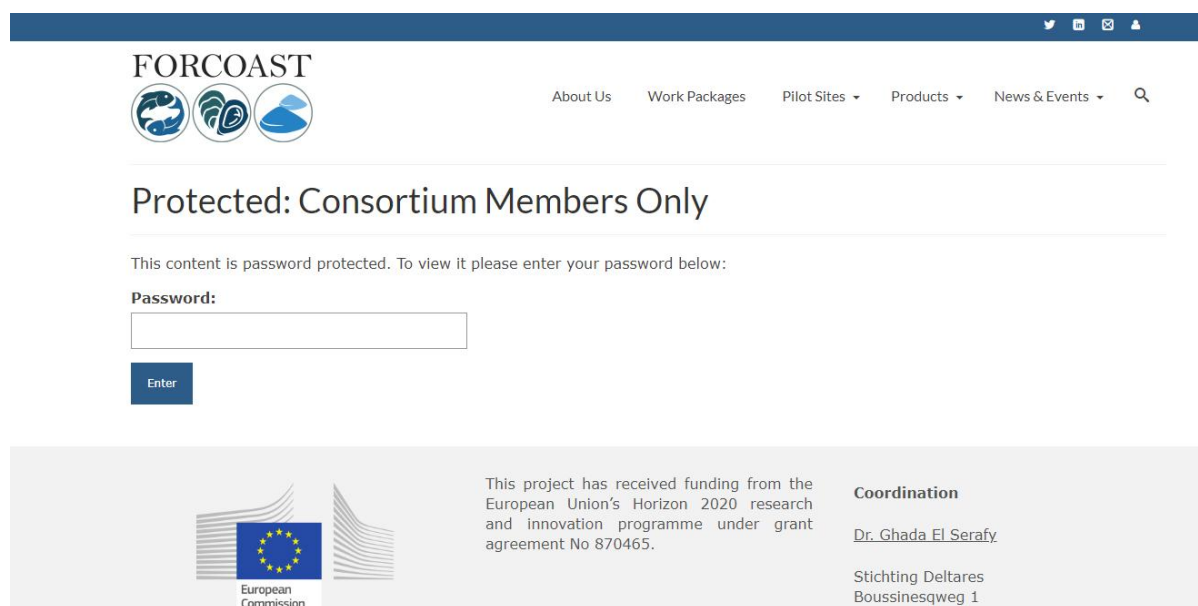 FORCOAST
About Us Work Packages Pilot Sites Products News & Events
Protected: Consortium Members Only
This content is password protected. To view it please enter your password below:
Password:
Enter
This project has received funding from the
European Union’s Horizon 2020 research
and innovation programme under grant
agreement No 870465.
Coordination
Dr. Ghada El Serafy
Stichting Deltares
Boussinesqweg 1
European
Commission